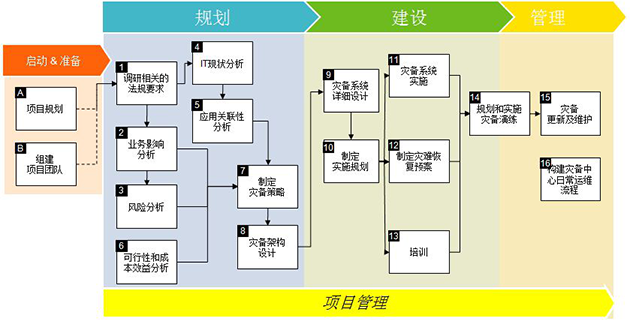 规划
建设
管理
启动 & 准备
A
项目规划
B
组建
项目团队
1
调研相关的
法规要求
2
业务影响
分析
3
风险分析
6
可行性和成
本效益分析
4
IT现状分析
5
应用关联性
分析
7
制定
灾备策略
8
灾备架构
设计
9
灾备系统
详细设计
10
制定
实施规划
11
灾备系统
实施
12
制定灾难恢
复预案
13
培训
14
规划和实施
灾备演练
15
灾备
更新及维护
16
构建灾备中
心日常运维
流程
项目管理